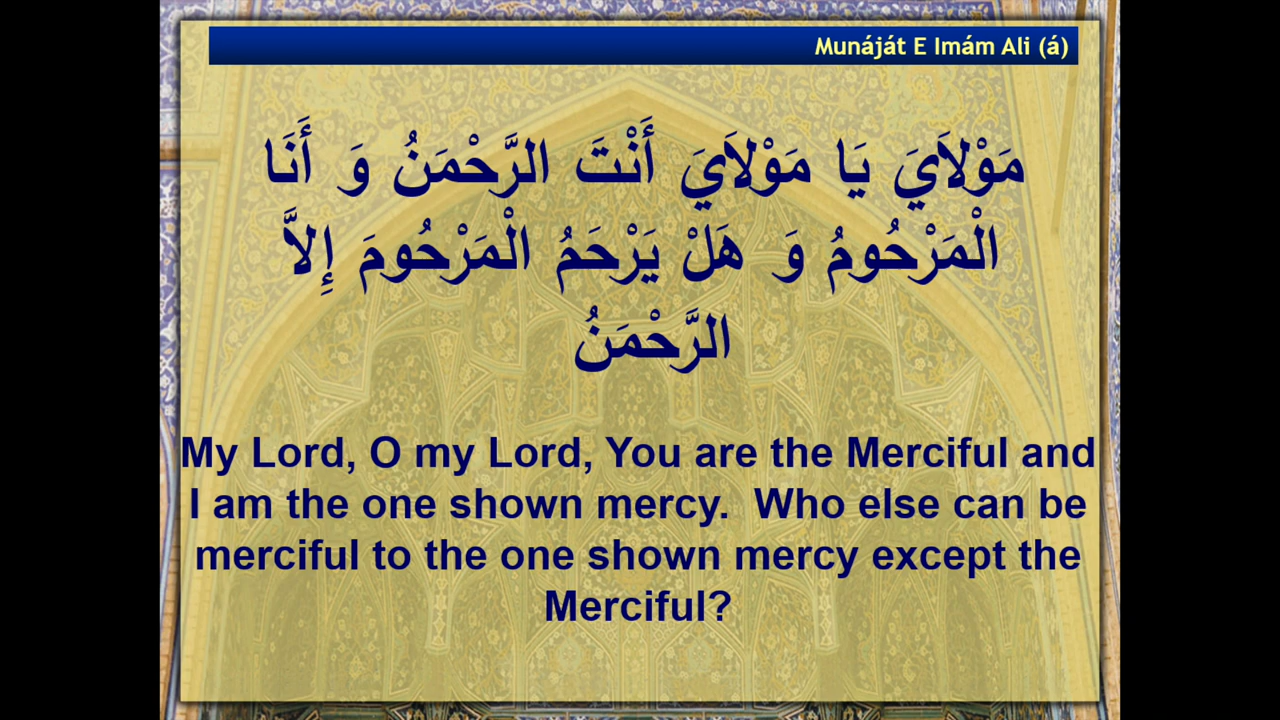 Munáját E Imám Ali (á)
مَوْلاَيَ يَا مَوْلاَيَ أَنْتَ الرَّحْمَنُ وَ أَنَا
الْمَرْحُومُ وَ هَلْ يَرْحَمُ الْمَرْحُومَ إِلاَّ
الرَّحْمَنُ
My Lord, O my Lord, You are the Merciful and
I am the one shown mercy.  Who else can be
merciful to the one shown mercy except the
Merciful?